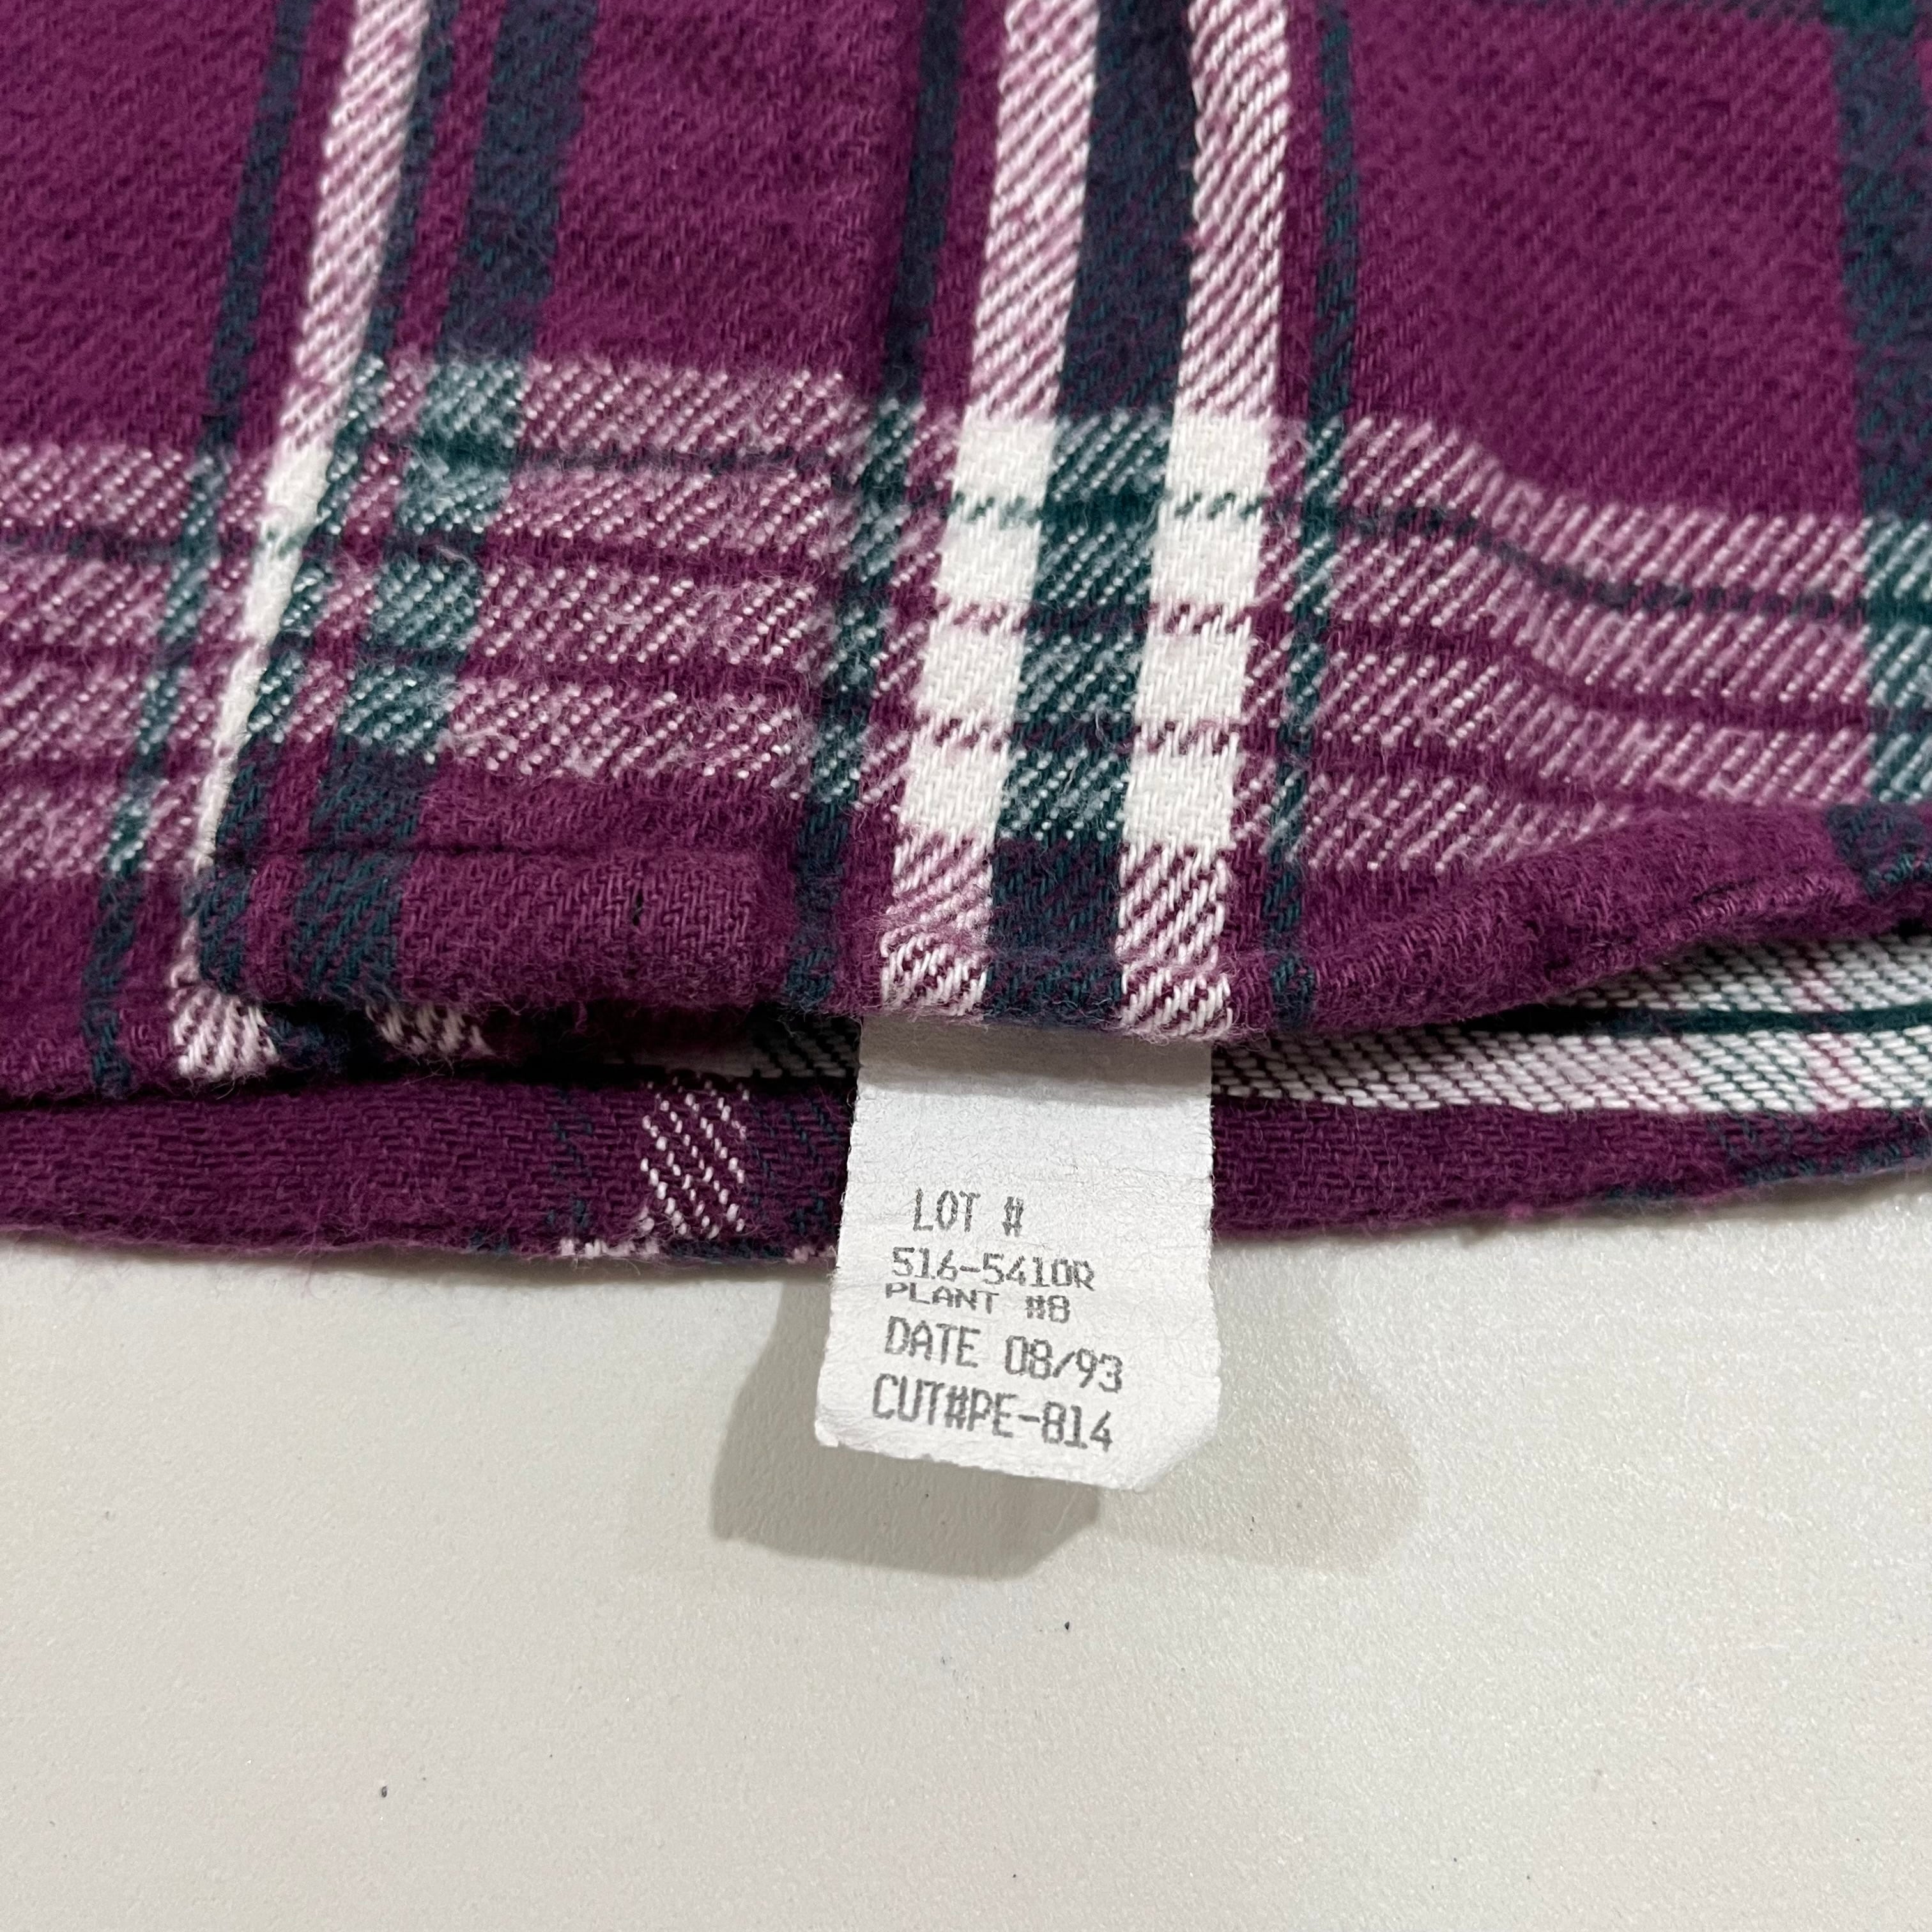 LOT #
516-5410R
PLANT #8
DATE 08/93
CUT#PE-814